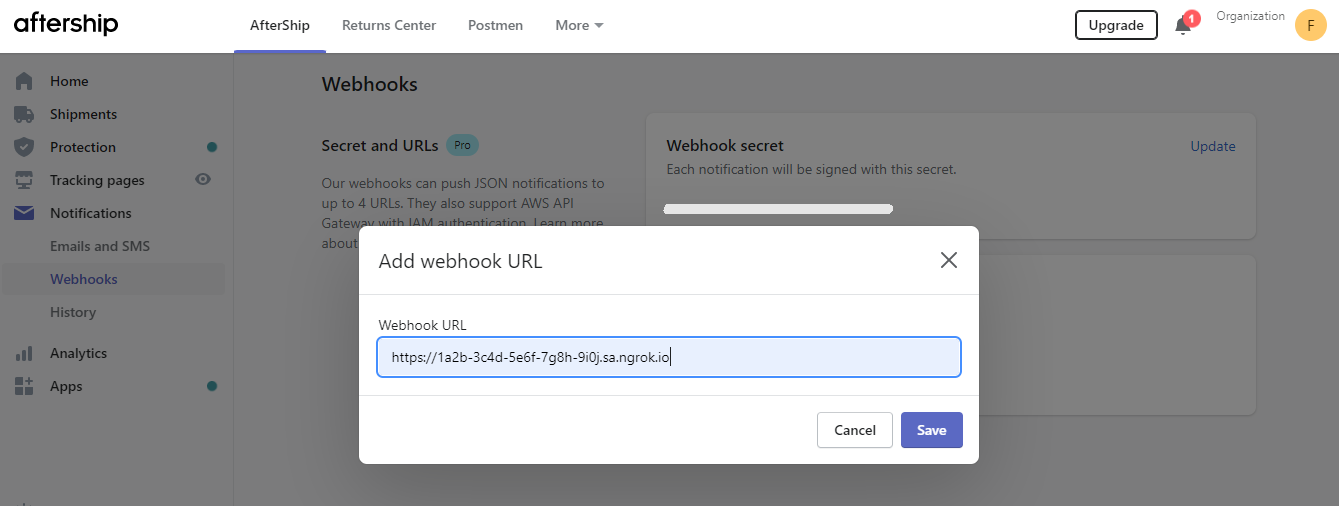 aftership
AfterShip
Returns Center
Postmen
More
Upgrade
1
Organization
F
Home
Shipments
Protection
Tracking pages
Notifications
Emails and SMS
Webhooks
History
Analytics
Apps
Webhooks
Secret and URLs Pro
Our webhooks can push JSON notifications to
up to 4 URLs. They also support AWS API
Gateway with IAM authentication. Learn more
about
Webhook secret
Update
Each notification will be signed with this secret.
Add webhook URL
Webhook URL
https://1a2b-3c4d-5e6f-7g8h-9i0j.sa.ngrok.io
Cancel
Save